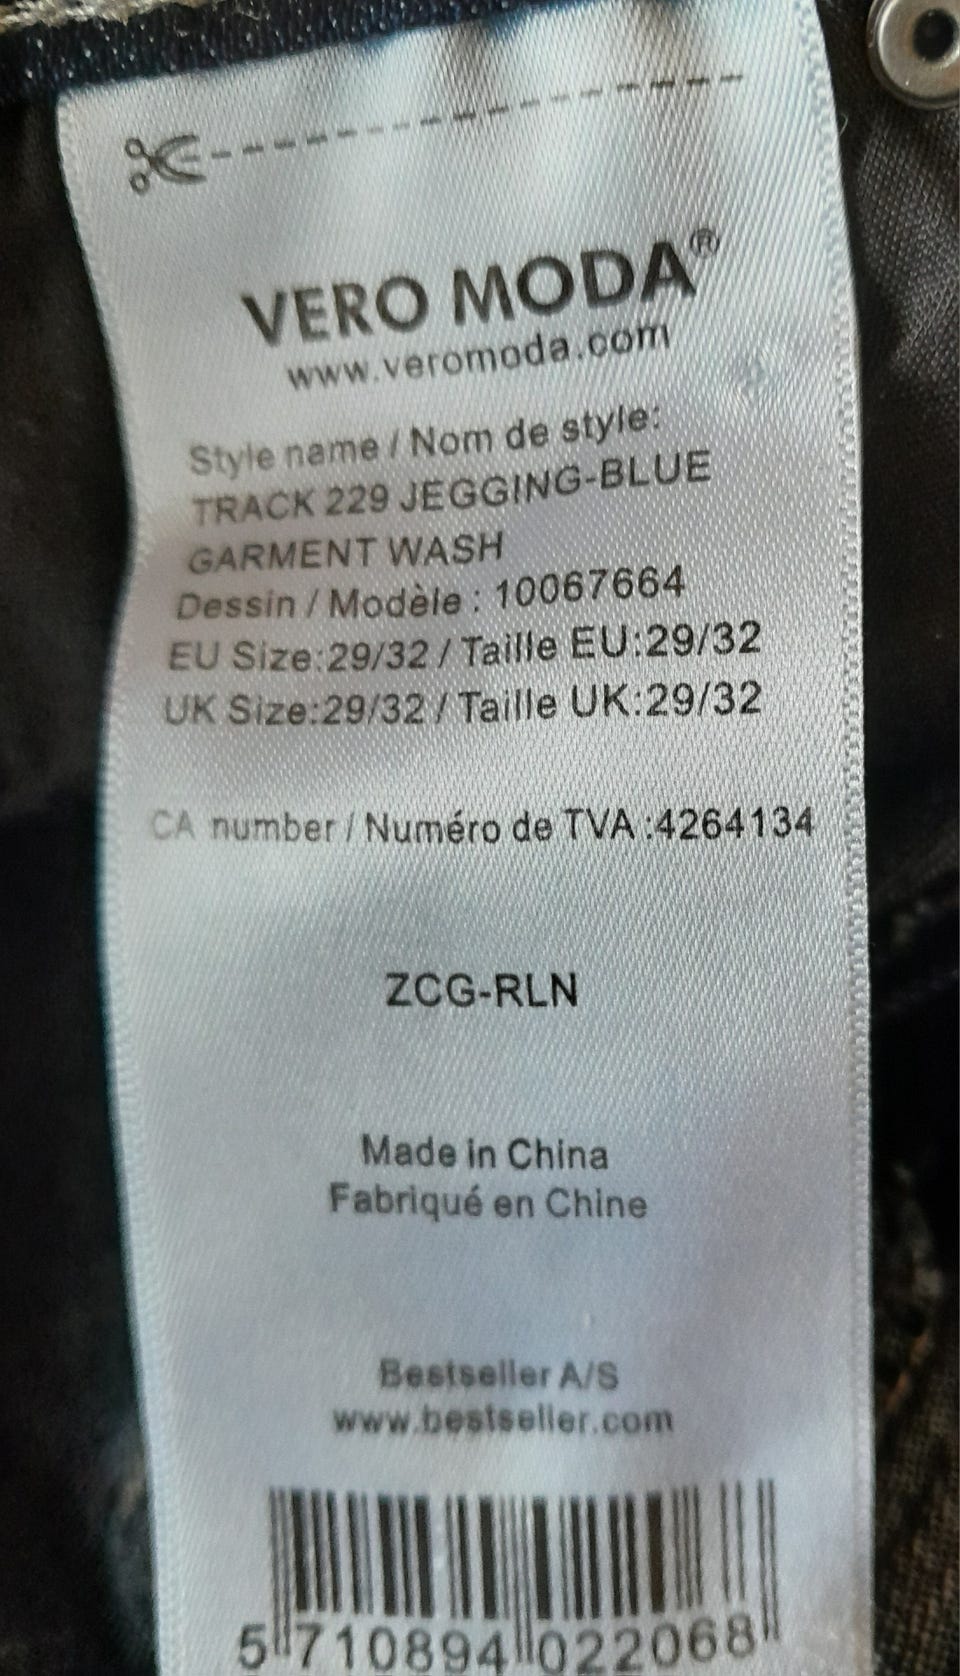 VERO MODA®
www.veromoda.com
Style name / Nom de style:
TRACK 229 JEGGING-BLUE
GARMENT WASH
Dessin / Modèle : 10067664
EU Size:29/32 / Taille EU:29/32
UK Size:29/32 / Taille UK:29/32
CA number / Numéro de TVA :4264134
ZCG-RLN
Made in China
Fabriqué en Chine
Bestseller A/S
www.bestseller.com
5 710894 022068